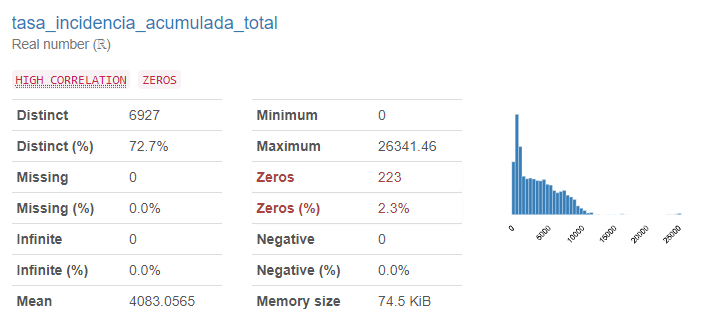 tasa_incidencia_acumulada_total
Real number (ℝ)
HIGH CORRELATION ZEROS
Distinct 6927
Distinct (%) 72.7%
Missing 0
Missing (%) 0.0%
Infinite 0
Infinite (%) 0.0%
Mean 4083.0565
Minimum 0
Maximum 26341.46
Zeros 223
Zeros (%) 2.3%
Negative 0
Negative (%) 0.0%
Memory size 74.5 KiB
0 5000 10000 15000 20000 25000